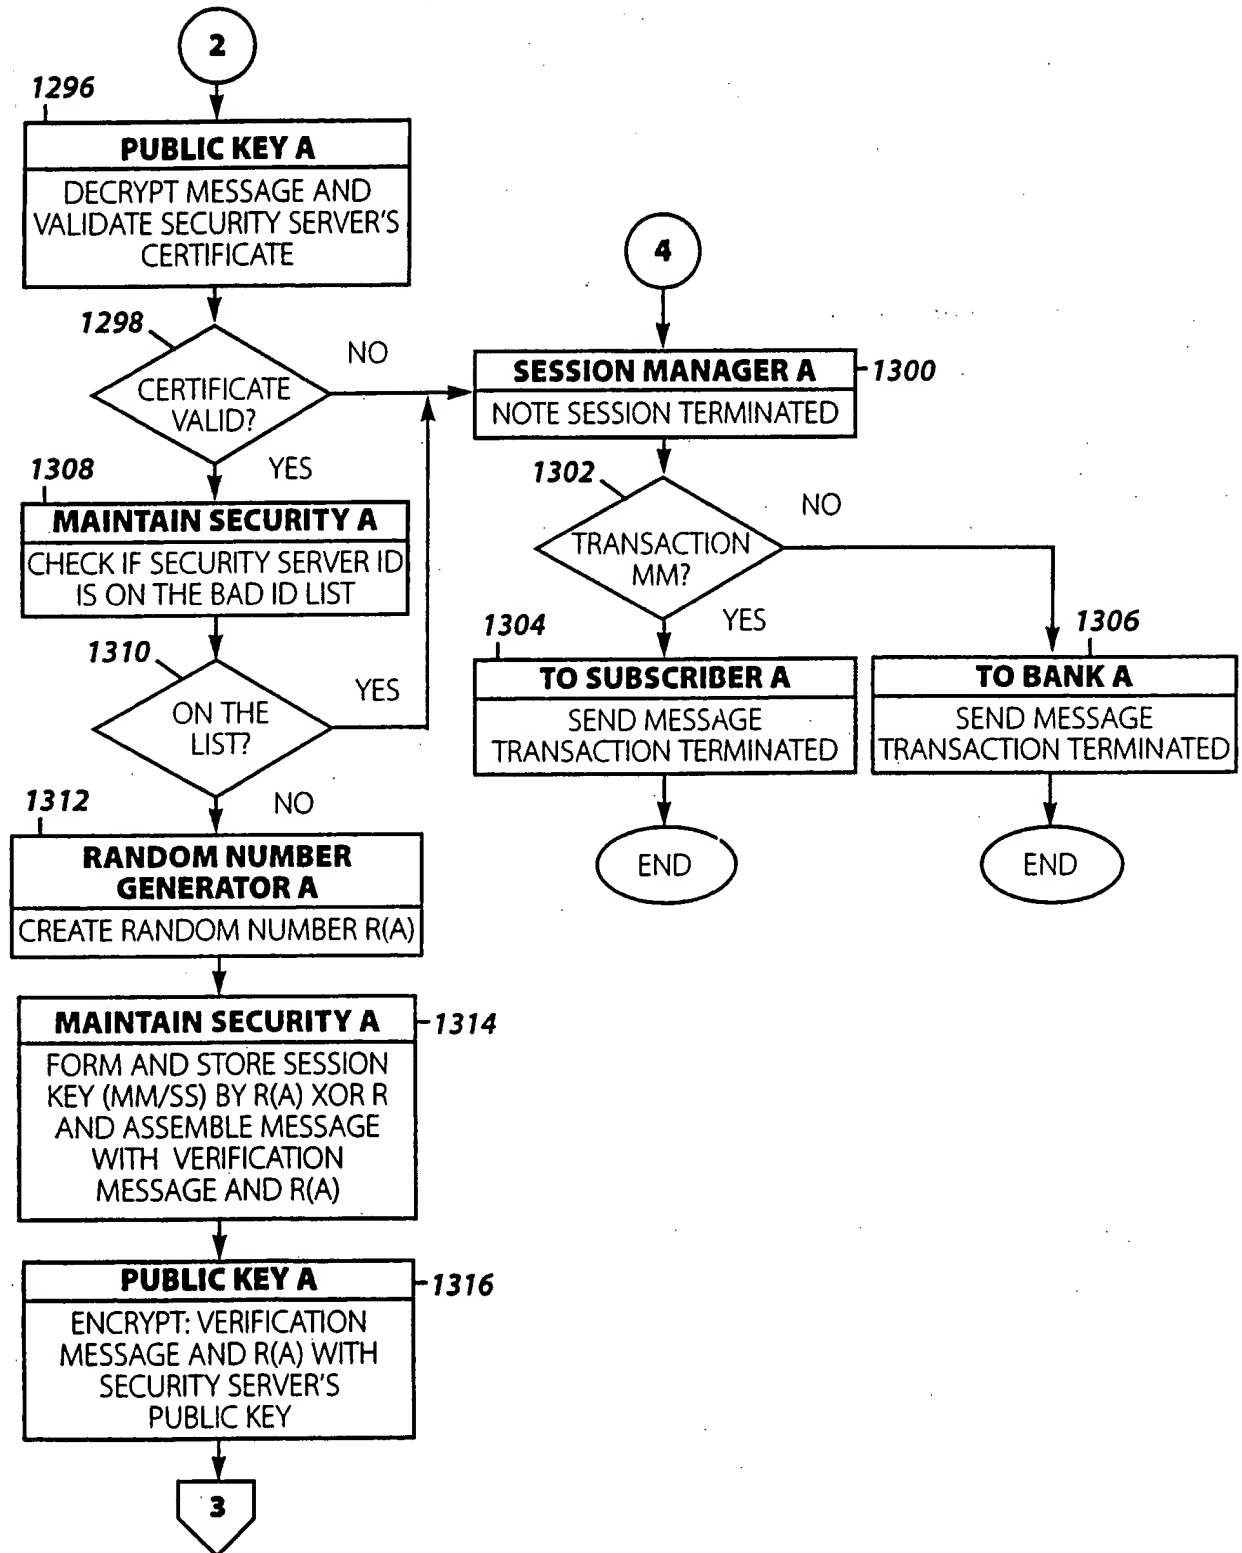 2
1296
PUBLIC KEY A
DECRYPT MESSAGE AND
VALIDATE SECURITY SERVER'S
CERTIFICATE
1298
CERTIFICATE
VALID?
NO
YES
1308
MAINTAIN SECURITY A
CHECK IF SECURITY SERVER ID
IS ON THE BAD ID LIST
1310
ON THE
LIST?
YES
NO
1312
RANDOM NUMBER
GENERATOR A
CREATE RANDOM NUMBER R(A)
MAINTAIN SECURITY A
1314
FORM AND STORE SESSION
KEY (MM/SS) BY R(A) XOR R
AND ASSEMBLE MESSAGE
WITH VERIFICATION
MESSAGE AND R(A)
PUBLIC KEY A
1316
ENCRYPT: VERIFICATION
MESSAGE AND R(A) WITH
SECURITY SERVER'S
PUBLIC KEY
3
4
SESSION MANAGER A
1300
NOTE SESSION TERMINATED
1302
TRANSACTION
MM?
NO
YES
1304
TO SUBSCRIBER A
SEND MESSAGE
TRANSACTION TERMINATED
END
1306
TO BANK A
SEND MESSAGE
TRANSACTION TERMINATED
END